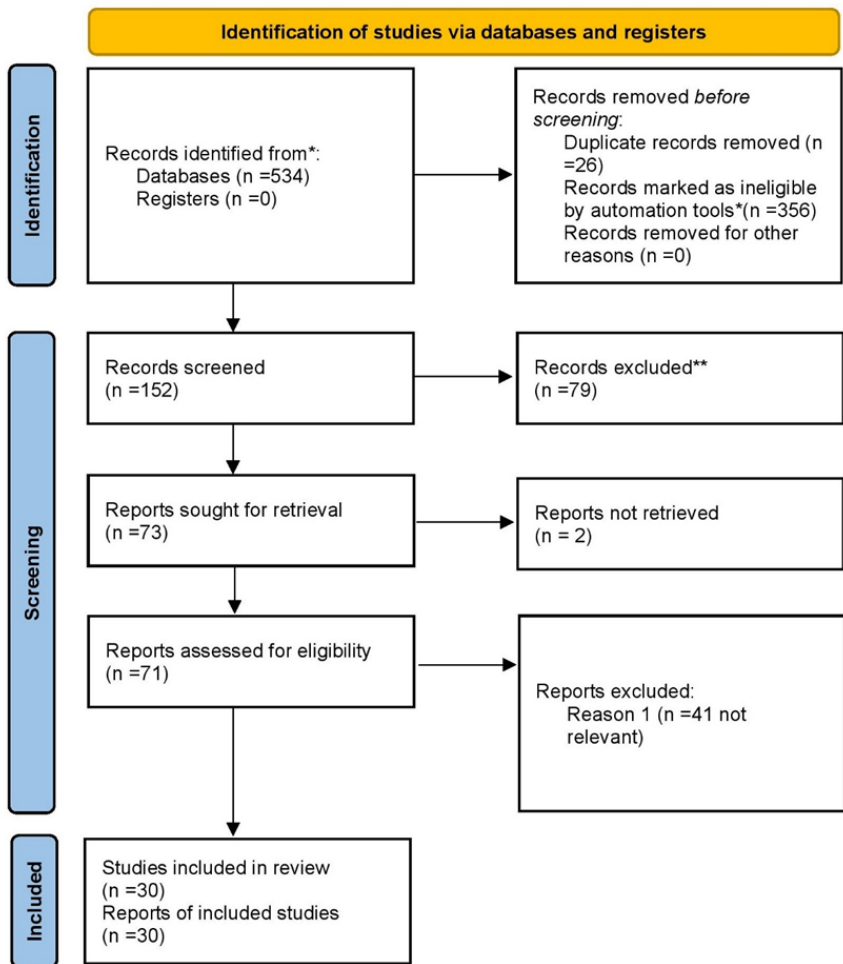 Identification of studies via databases and registers
Identification
Records identified from*:
Databases (n =534)
Registers (n =0)
Records removed before
screening:
Duplicate records removed (n
=26)
Records marked as ineligible
by automation tools*(n =356)
Records removed for other
reasons (n =0)
Screening
Records screened
(n =152)
Records excluded**
(n =79)
Reports sought for retrieval
(n =73)
Reports not retrieved
(n = 2)
Reports assessed for eligibility
(n =71)
Reports excluded:
Reason 1 (n =41 not
relevant)
Included
Studies included in review
(n =30)
Reports of included studies
(n =30)